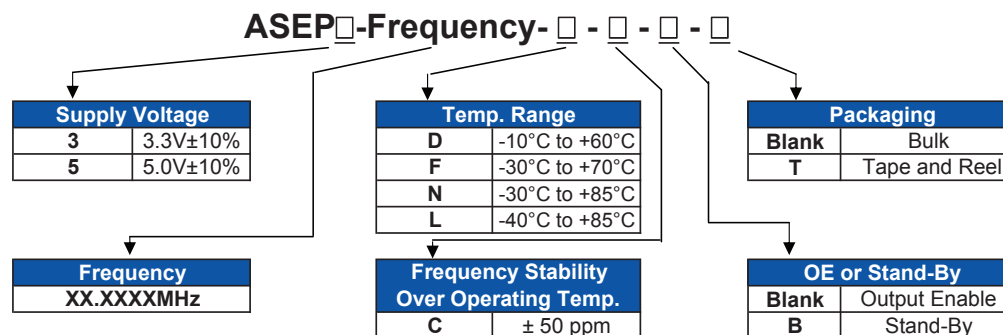 ASEP□-Frequency- □ - □ - □ - □
Supply Voltage
3 3.3V±10%
5 5.0V±10%
Temp. Range
D -10°C to +60°C
F -30°C to +70°C
N -30°C to +85°C
L -40°C to +85°C
Packaging
Blank Bulk
T Tape and Reel
Frequency
XX.XXXXMHz
Frequency Stability
Over Operating Temp.
C ± 50 ppm
OE or Stand-By
Blank Output Enable
B Stand-By